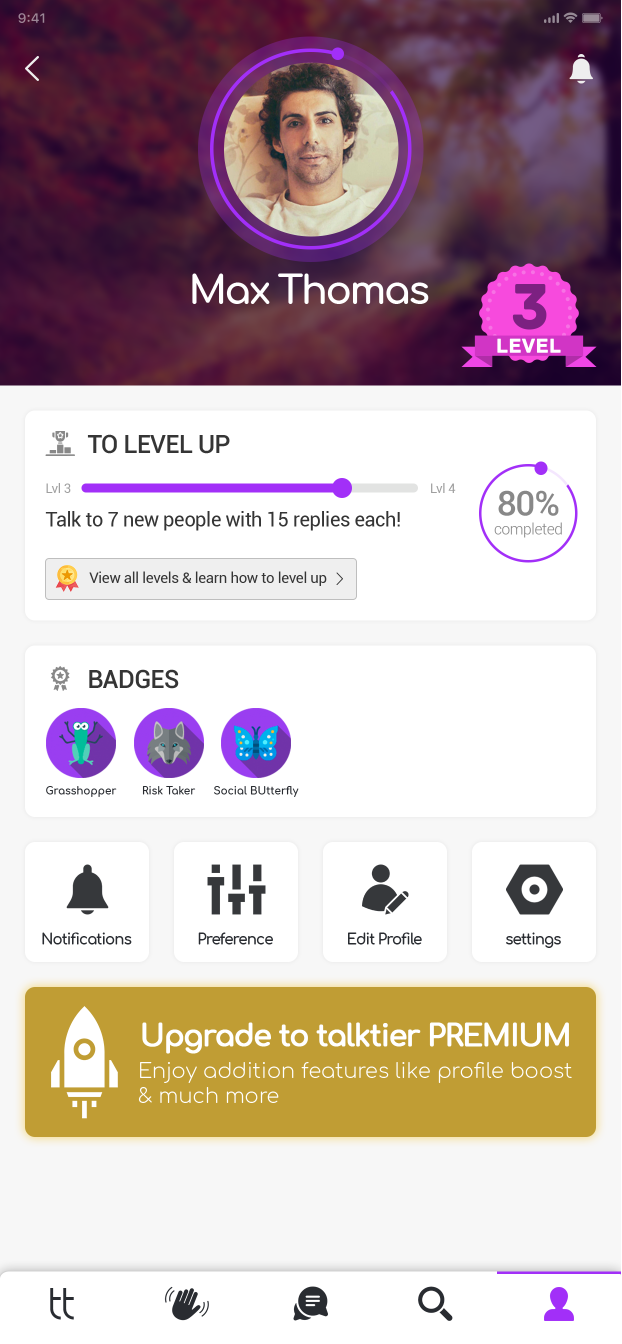 9:41
Max Thomas
3
LEVEL
TO LEVEL UP
Lvl 3
Lvl 4
Talk to 7 new people with 15 replies each!
80%
completed
View all levels & learn how to level up
BADGES
Grasshopper
Risk Taker
Social BUtterfly
Notifications
Preference
Edit Profile
settings
Upgrade to talktier PREMIUM
Enjoy addition features like profile boost
& much more
tt